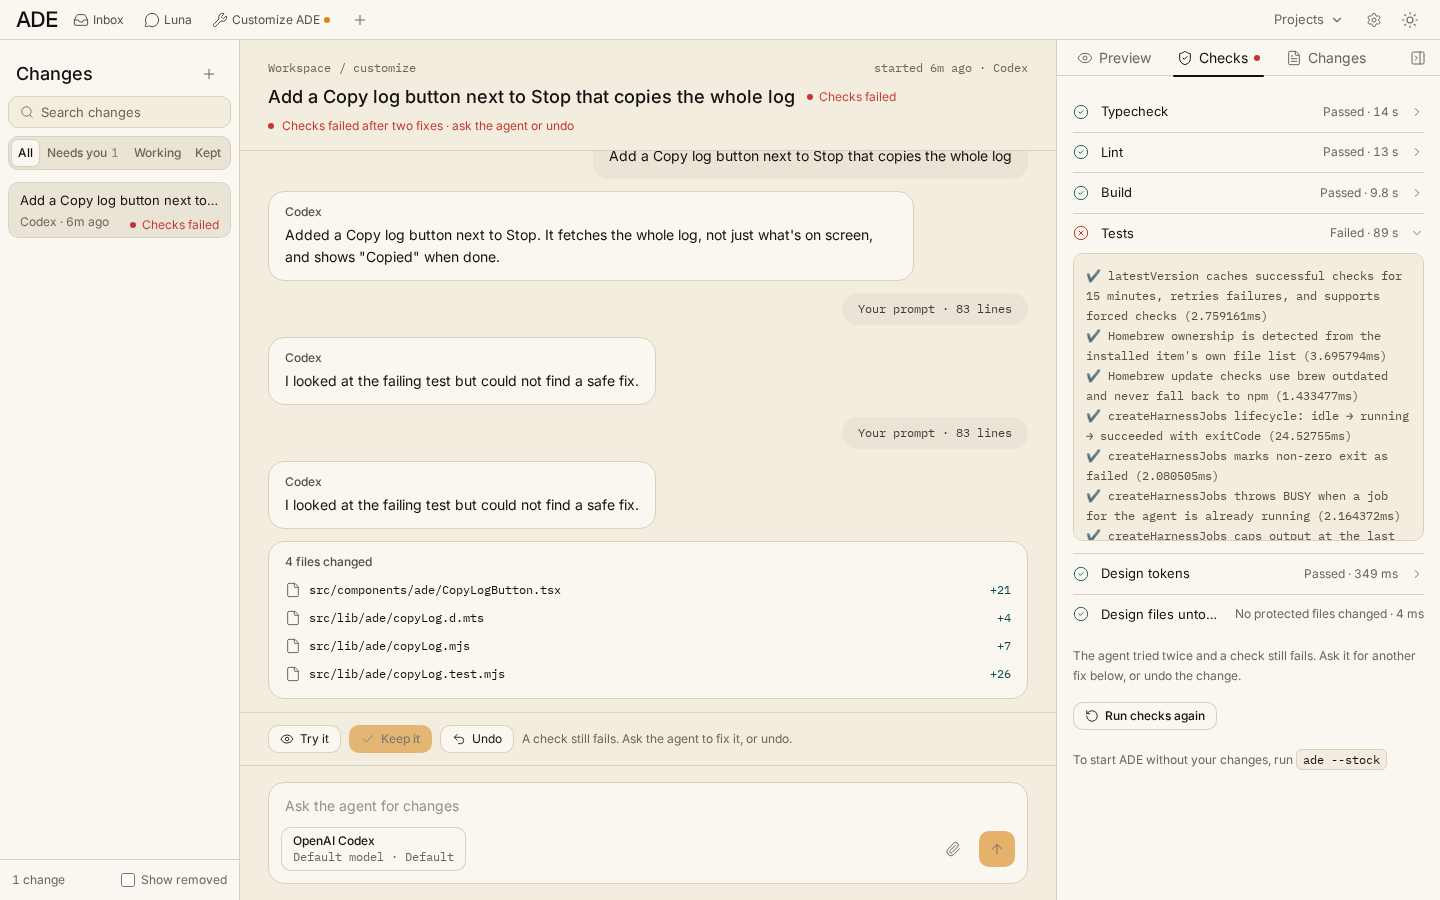 ADE
Inbox
Luna
Customize ADE
Projects
Changes
Search changes
All
Needs you 1
Working
Kept
Add a Copy log button next to...
Codex · 6m ago
Checks failed
1 change
Show removed
Workspace / customize
started 6m ago · Codex
Add a Copy log button next to Stop that copies the whole log
Checks failed
Checks failed after two fixes · ask the agent or undo
Add a Copy log button next to Stop that copies the whole log
Codex
Added a Copy log button next to Stop. It fetches the whole log, not just what's on screen,
and shows "Copied" when done.
Your prompt · 83 lines
Codex
I looked at the failing test but could not find a safe fix.
Your prompt · 83 lines
Codex
I looked at the failing test but could not find a safe fix.
4 files changed
src/components/ade/CopyLogButton.tsx +21
src/lib/ade/copyLog.d.mts +4
src/lib/ade/copyLog.mjs +7
src/lib/ade/copyLog.test.mjs +26
Try it
Keep it
Undo
A check still fails. Ask the agent to fix it, or undo.
Ask the agent for changes
OpenAI Codex
Default model · Default
Preview
Checks
Changes
Typecheck Passed · 14 s
Lint Passed · 13 s
Build Passed · 9.8 s
Tests Failed · 89 s
✔ latestVersion caches successful checks for
15 minutes, retries failures, and supports
forced checks (2.759161ms)
✔ Homebrew ownership is detected from the
installed item's own file list (3.695794ms)
✔ Homebrew update checks use brew outdated
and never fall back to npm (1.433477ms)
✔ createHarnessJobs lifecycle: idle → running
→ succeeded with exitCode (24.52755ms)
✔ createHarnessJobs marks non-zero exit as
failed (2.080505ms)
✔ createHarnessJobs throws BUSY when a job
for the agent is already running (2.164372ms)
✔ createHarnessJobs caps output at the last
Design tokens Passed · 349 ms
Design files unto... No protected files changed · 4 ms
The agent tried twice and a check still fails. Ask it for another
fix below, or undo the change.
Run checks again
To start ADE without your changes, run ade --stock